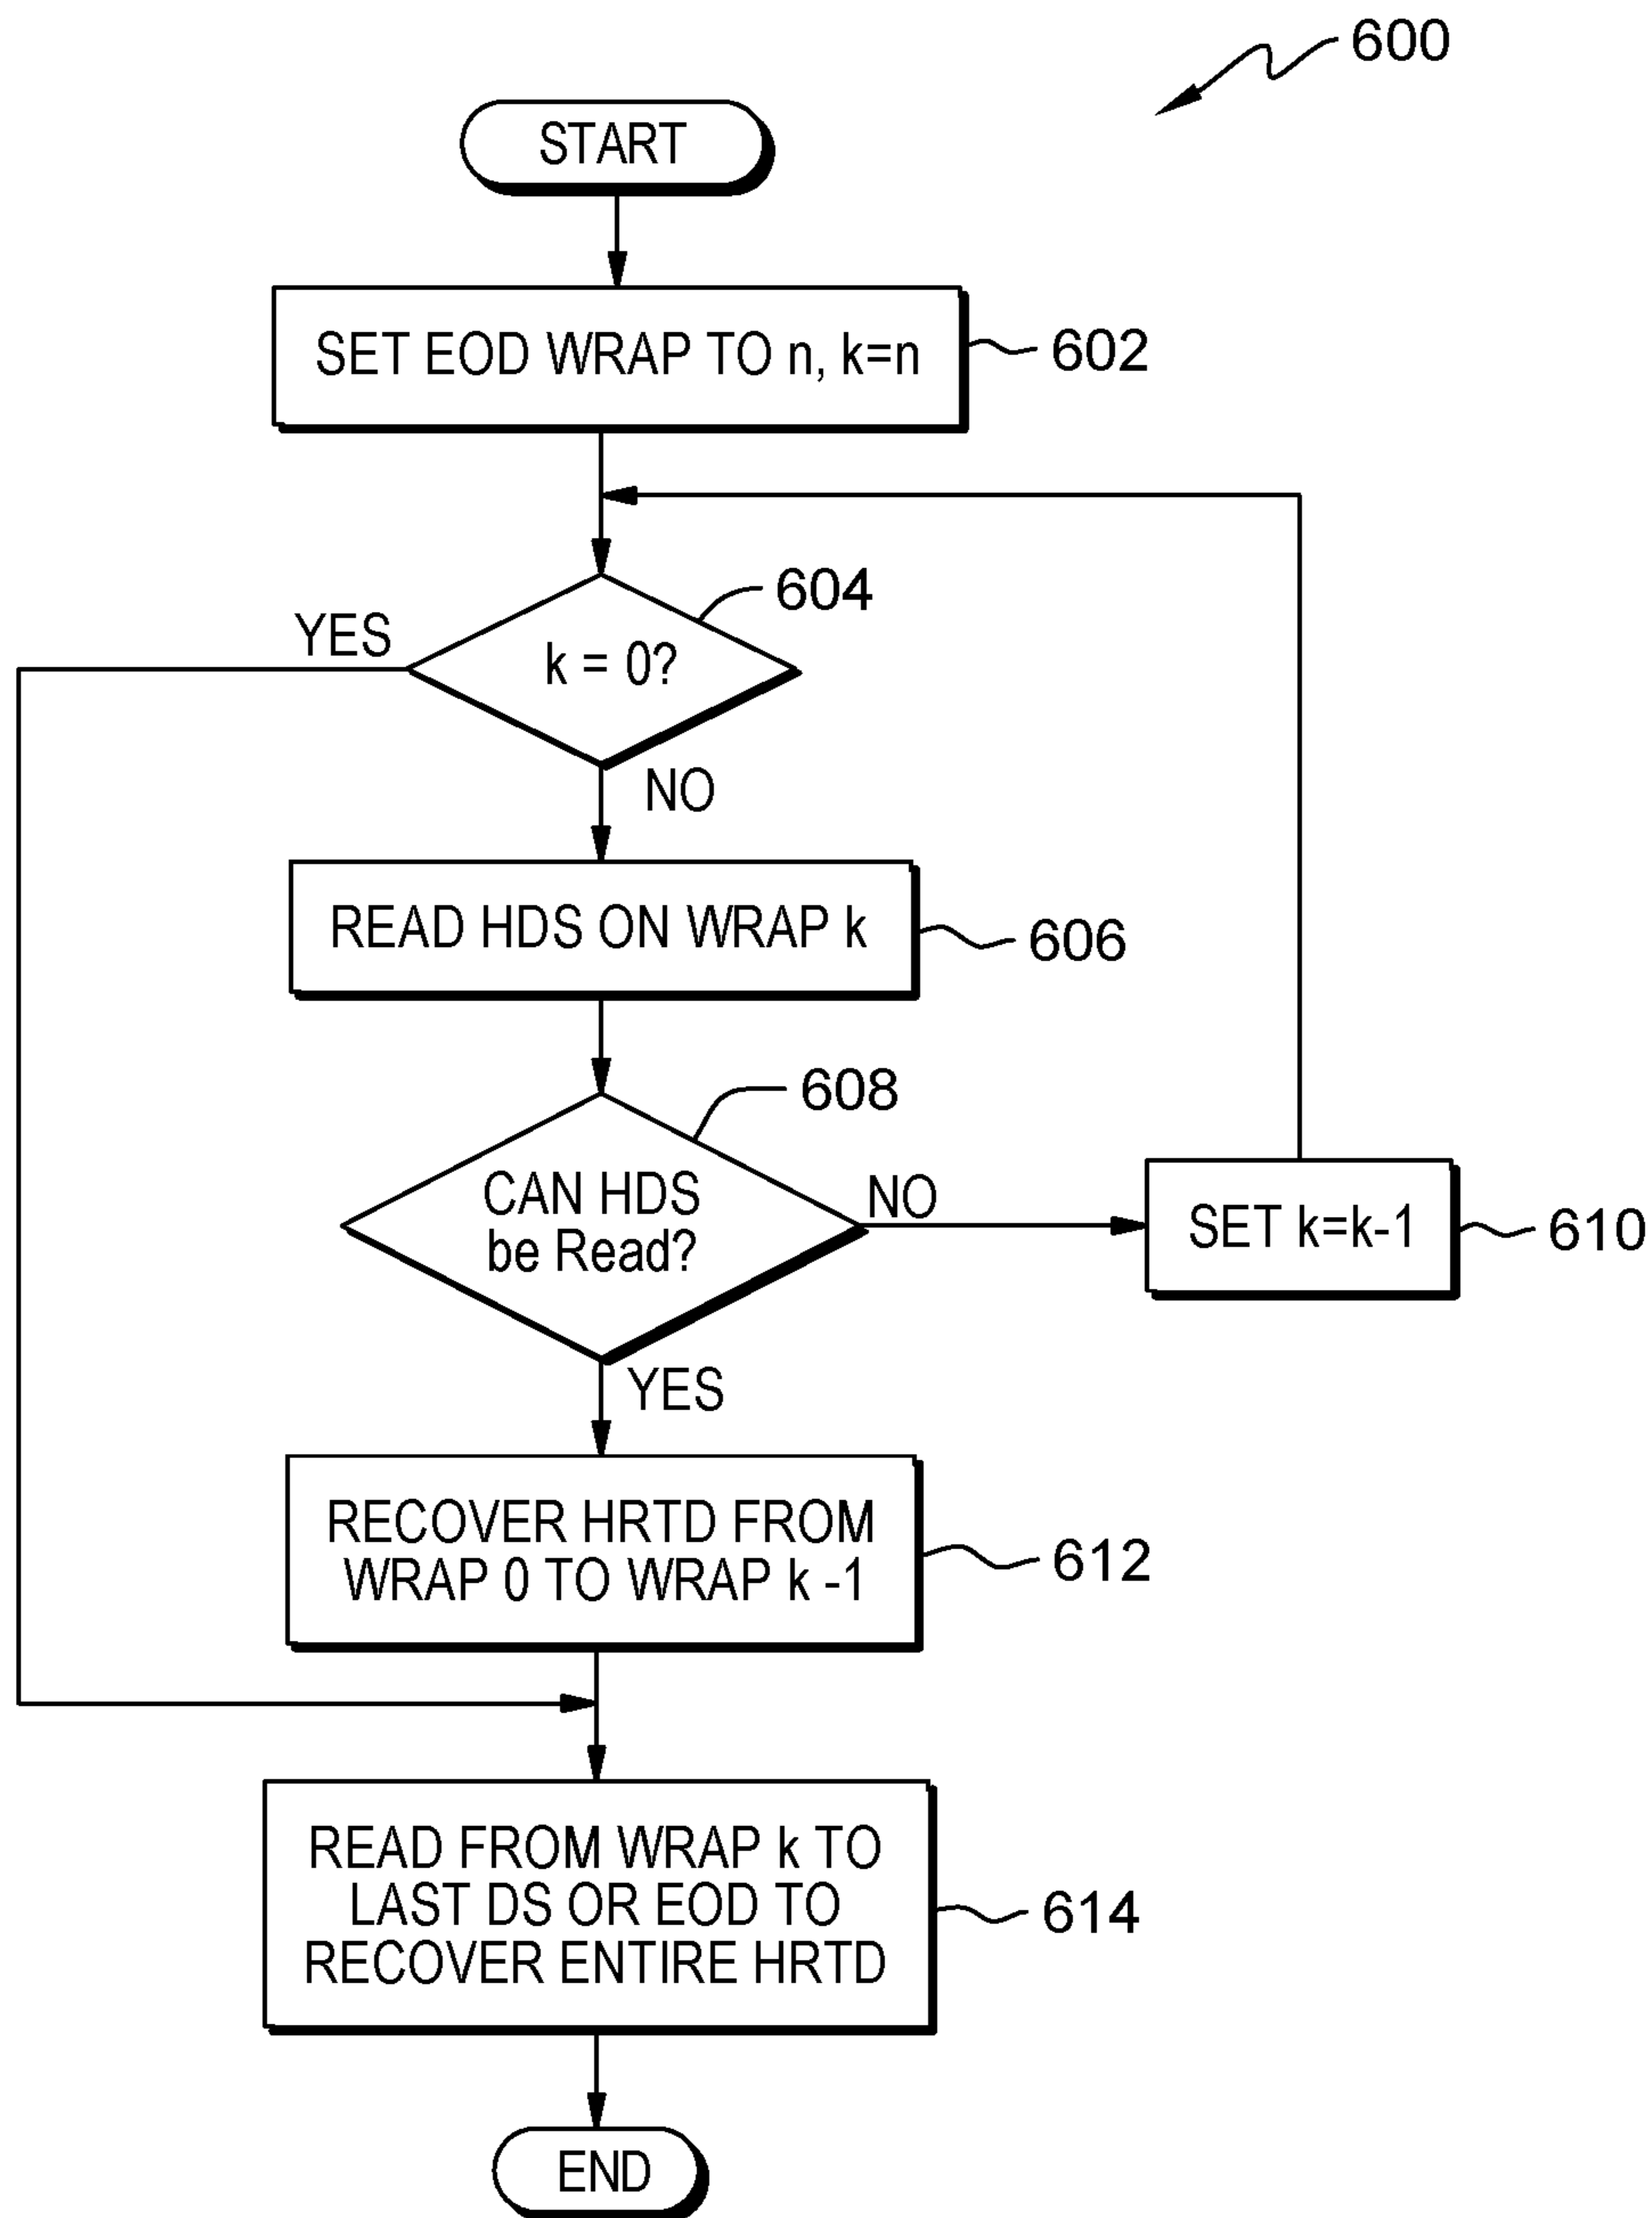 600
START
SET EOD WRAP TO n, k=n
602
604
YES
k = 0?
NO
READ HDS ON WRAP k
606
608
CAN HDS
be Read?
NO
SET k=k-1
610
YES
RECOVER HRTD FROM
WRAP 0 TO WRAP k -1
612
READ FROM WRAP k TO
LAST DS OR EOD TO
RECOVER ENTIRE HRTD
614
END